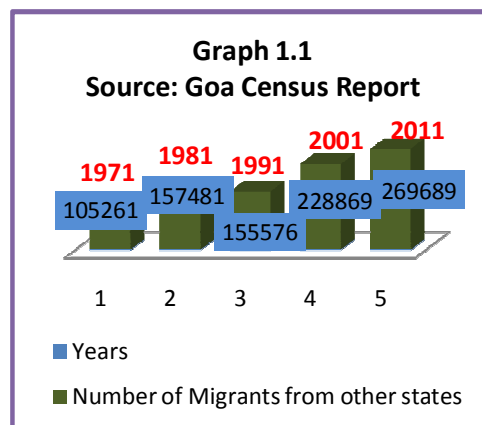 Graph 1.1
Source: Goa Census Report
1971 1981 1991 2001 2011
105261 157481 155576 228869 269689
1 2 3 4 5
Years
Number of Migrants from other states